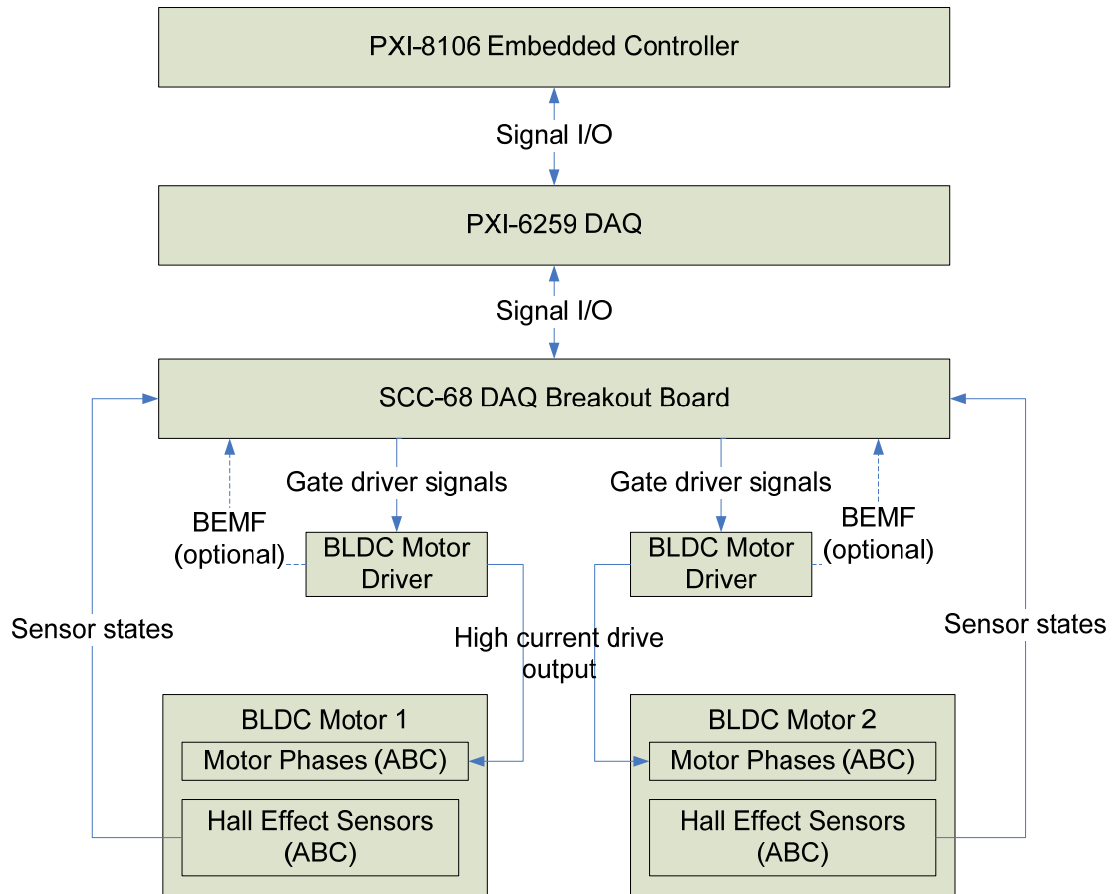 PXI-8106 Embedded Controller
Signal I/O
PXI-6259 DAQ
Signal I/O
SCC-68 DAQ Breakout Board
Gate driver signals
Gate driver signals
BEMF
(optional)
BLDC Motor
Driver
BLDC Motor
Driver
BEMF
(optional)
Sensor states
High current drive
output
Sensor states
BLDC Motor 1
Motor Phases (ABC)
Hall Effect Sensors
(ABC)
BLDC Motor 2
Motor Phases (ABC)
Hall Effect Sensors
(ABC)